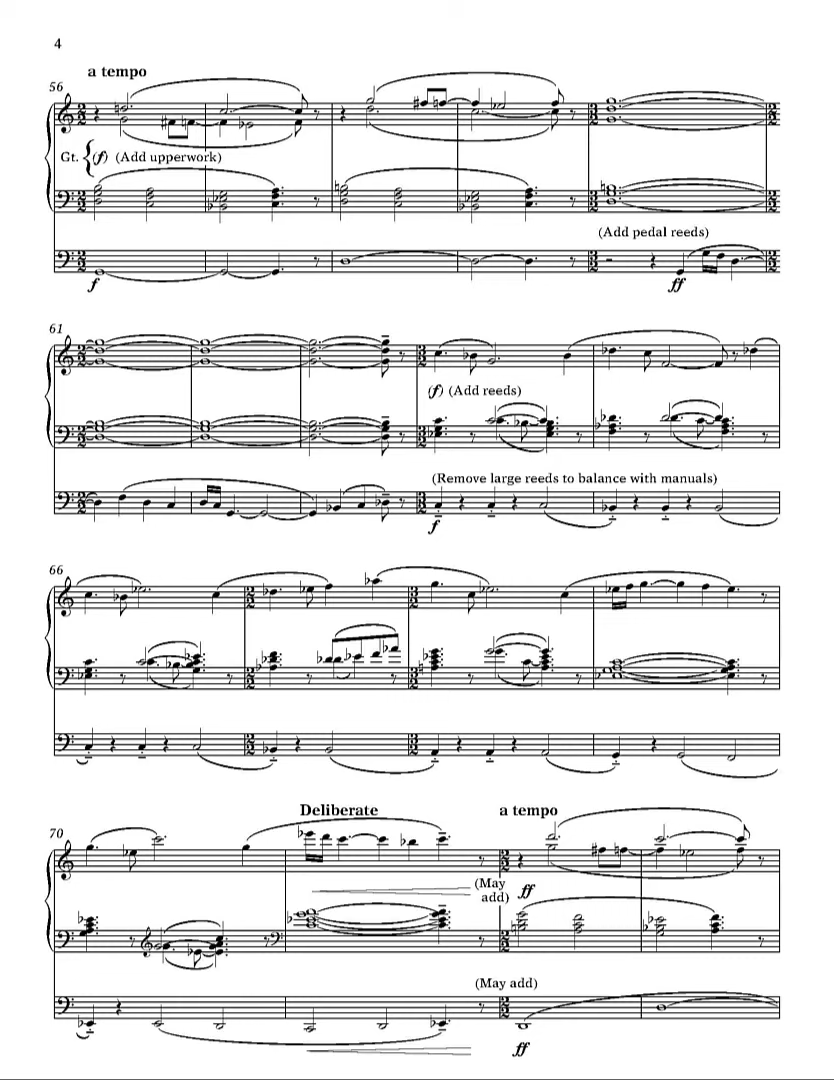 4
a tempo
56
Gt. (f) (Add upperwork)
(Add pedal reeds)
f
ff
61
(f) (Add reeds)
(Remove large reeds to balance with manuals)
f
66
70
Deliberate
a tempo
(May
add)
ff
(May add)
ff